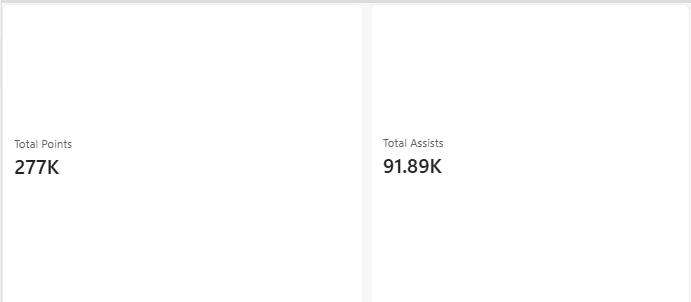 Total Points
277K
Total Assists
91.89K